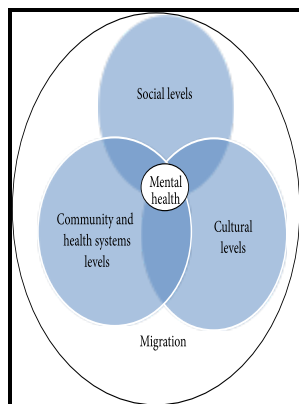 Social levels
Mental
health
Community and
health systems
levels
Cultural
levels
Migration